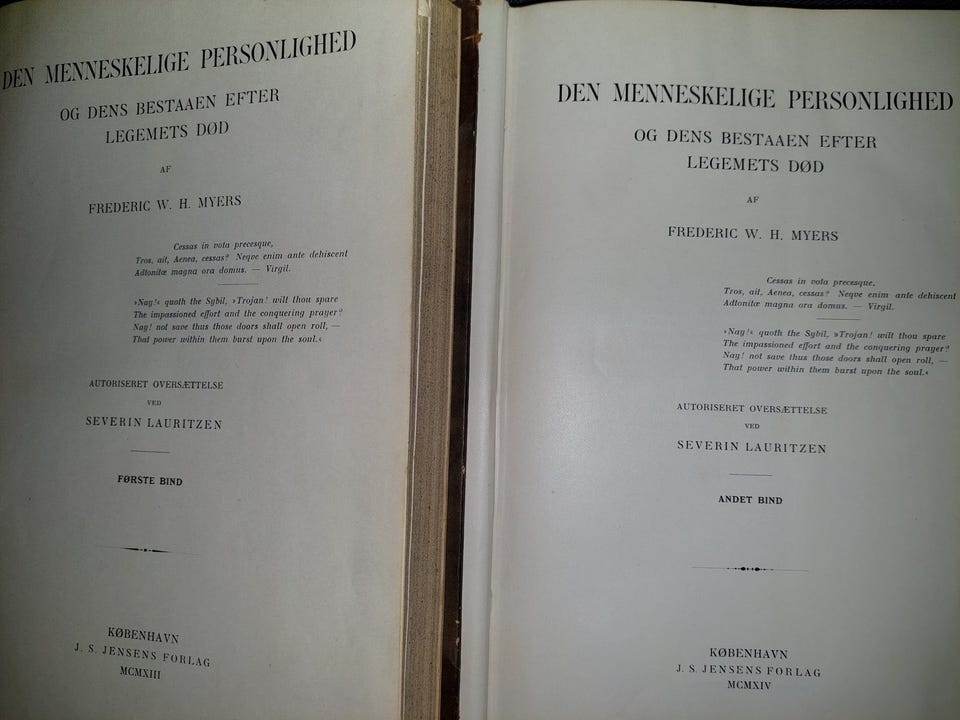 DEN MENNESKELIGE PERSONLIGHED
OG DENS BESTAAEN EFTER
LEGEMETS DØD
AF
FREDERIC W. H. MYERS
Cessas in vota precesque,
Tros, ait, Aenea, cessas? Neqve enim ante dehiscent
Adtonitæ magna ora domus. — Virgil.
»Nay!« quoth the Sybil, »Trojan! wilt thou spare
The impassioned effort and the conquering prayer?
Nay! not save thus those doors shall open roll, —
That power within them burst upon the soul.«
AUTORISERET OVERSÆTTELSE
VED
SEVERIN LAURITZEN
FØRSTE BIND
KØBENHAVN
J. S. JENSENS FORLAG
MCMXIII
DEN MENNESKELIGE PERSONLIGHED
OG DENS BESTAAEN EFTER
LEGEMETS DØD
AF
FREDERIC W. H. MYERS
Cessas in vota precesque,
Tros, ait, Aenea, cessas? Neqve enim ante dehiscent
Adtonitæ magna ora domus. — Virgil.
»Nay!« quoth the Sybil, »Trojan! wilt thou spare
The impassioned effort and the conquering prayer?
Nay! not save thus those doors shall open roll, —
That power within them burst upon the soul.«
AUTORISERET OVERSÆTTELSE
VED
SEVERIN LAURITZEN
ANDET BIND
KØBENHAVN
J. S. JENSENS FORLAG
MCMXIV